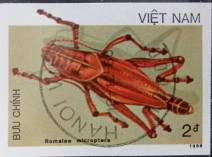 VIỆT NAM
BƯU CHÍNH
HANOI
Romalea microptera
2đ
1986